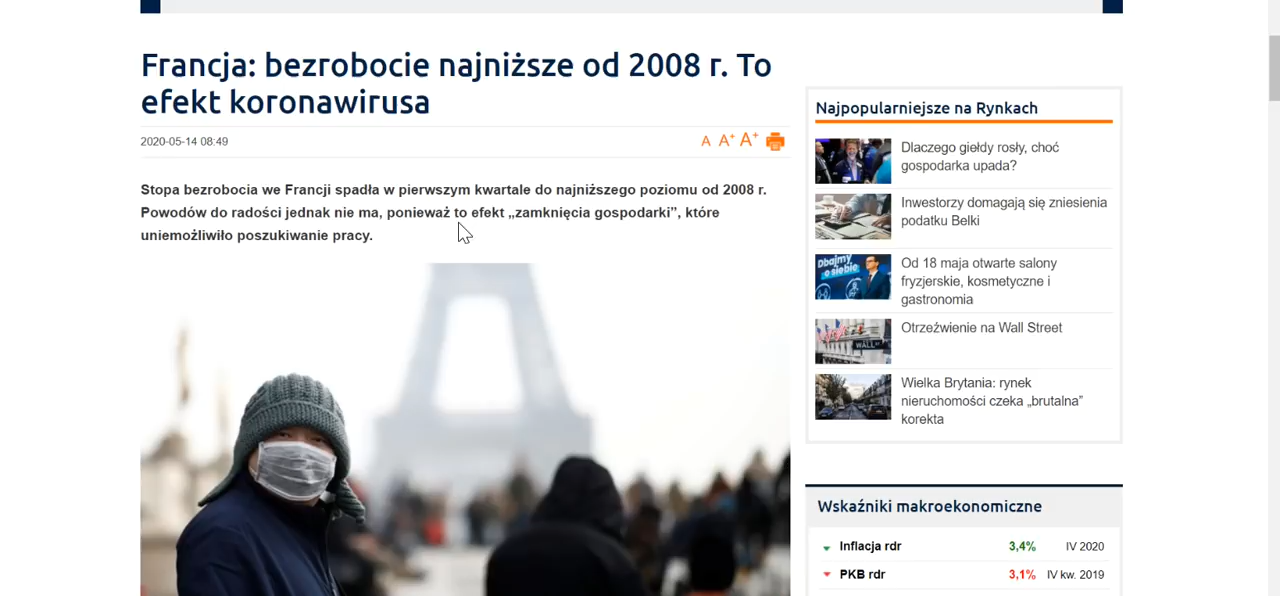 Francja: bezrobocie najniższe od 2008 r. To
efekt koronawirusa
2020-05-14 08:49
A A+ A+
Stopa bezrobocia we Francji spadła w pierwszym kwartale do najniższego poziomu od 2008 r.
Powodów do radości jednak nie ma, ponieważ to efekt „zamknięcia gospodarki”, które
uniemożliwiło poszukiwanie pracy.
Najpopularniejsze na Rynkach
Dlaczego giełdy rosły, choć
gospodarka upada?
Inwestorzy domagają się zniesienia
podatku Belki
Dbajmy
o siebie
Od 18 maja otwarte salony
fryzjerskie, kosmetyczne i
gastronomia
WALL
Otrzeźwienie na Wall Street
Wielka Brytania: rynek
nieruchomości czeka „brutalna”
korekta
Wskaźniki makroekonomiczne
Inflacja rdr 3,4% IV 2020
PKB rdr 3,1% IV kw. 2019